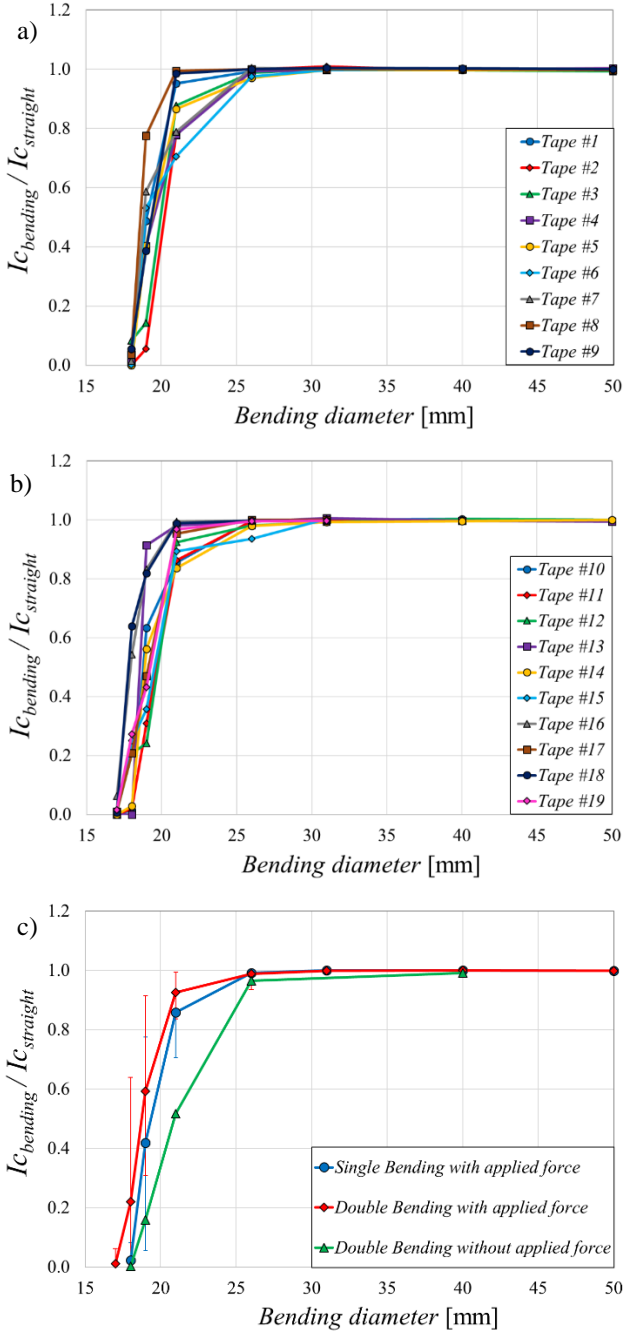 a)
Ic_bending / Ic_straight
1.2
1.0
0.8
0.6
0.4
0.2
0.0
15 20 25 30 35 40 45 50
Bending diameter [mm]
Tape #1
Tape #2
Tape #3
Tape #4
Tape #5
Tape #6
Tape #7
Tape #8
Tape #9
b)
Ic_bending / Ic_straight
1.2
1.0
0.8
0.6
0.4
0.2
0.0
15 20 25 30 35 40 45 50
Bending diameter [mm]
Tape #10
Tape #11
Tape #12
Tape #13
Tape #14
Tape #15
Tape #16
Tape #17
Tape #18
Tape #19
c)
Ic_bending / Ic_straight
1.2
1.0
0.8
0.6
0.4
0.2
0.0
15 20 25 30 35 40 45 50
Bending diameter [mm]
Single Bending with applied force
Double Bending with applied force
Double Bending without applied force